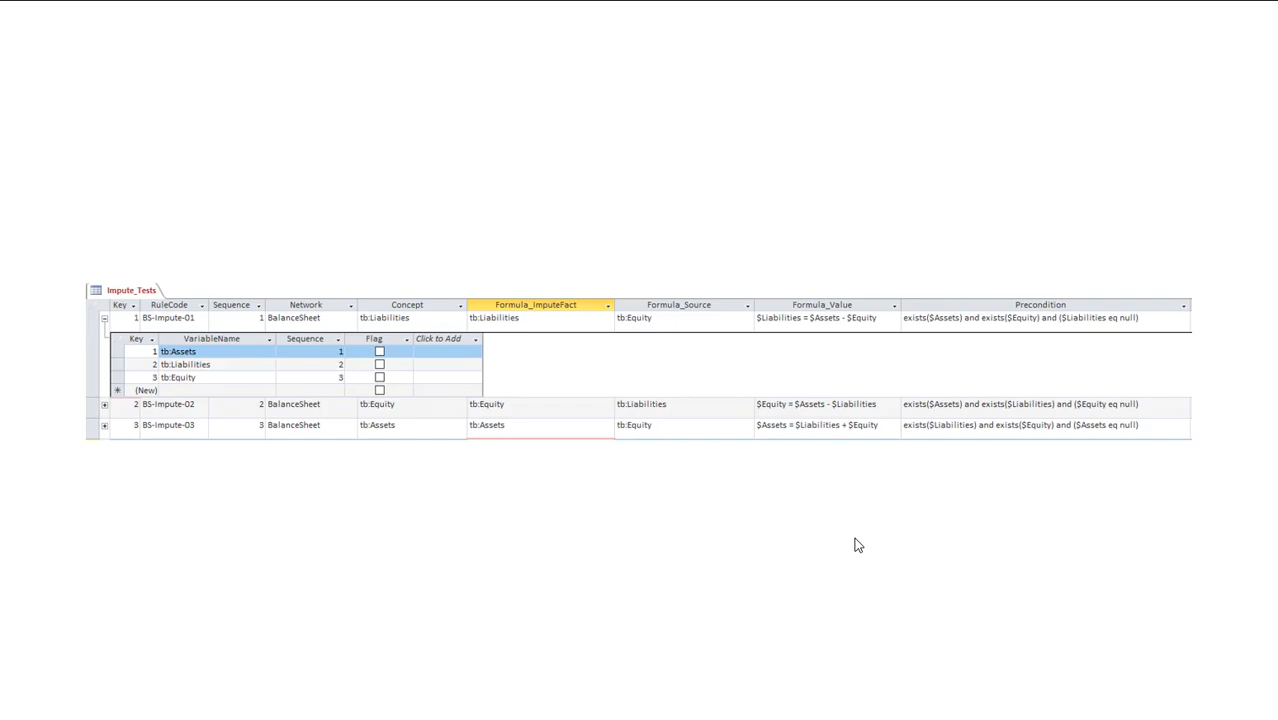 Impute_Tests
Key RuleCode Sequence Network Concept Formula_ImputeFact Formula_Source Formula_Value Precondition
1 BS-Impute-01 1 BalanceSheet tb:Liabilities tb:Liabilities tb:Equity $Liabilities = $Assets - $Equity exists($Assets) and exists($Equity) and ($Liabilities eq null)
Key VariableName Sequence Flag Click to Add
1 tb:Assets 1
2 tb:Liabilities 2
3 tb:Equity 3
(New)
2 BS-Impute-02 2 BalanceSheet tb:Equity tb:Equity tb:Liabilities $Equity = $Assets - $Liabilities exists($Assets) and exists($Liabilities) and ($Equity eq null)
3 BS-Impute-03 3 BalanceSheet tb:Assets tb:Assets tb:Equity $Assets = $Liabilities + $Equity exists($Liabilities) and exists($Equity) and ($Assets eq null)